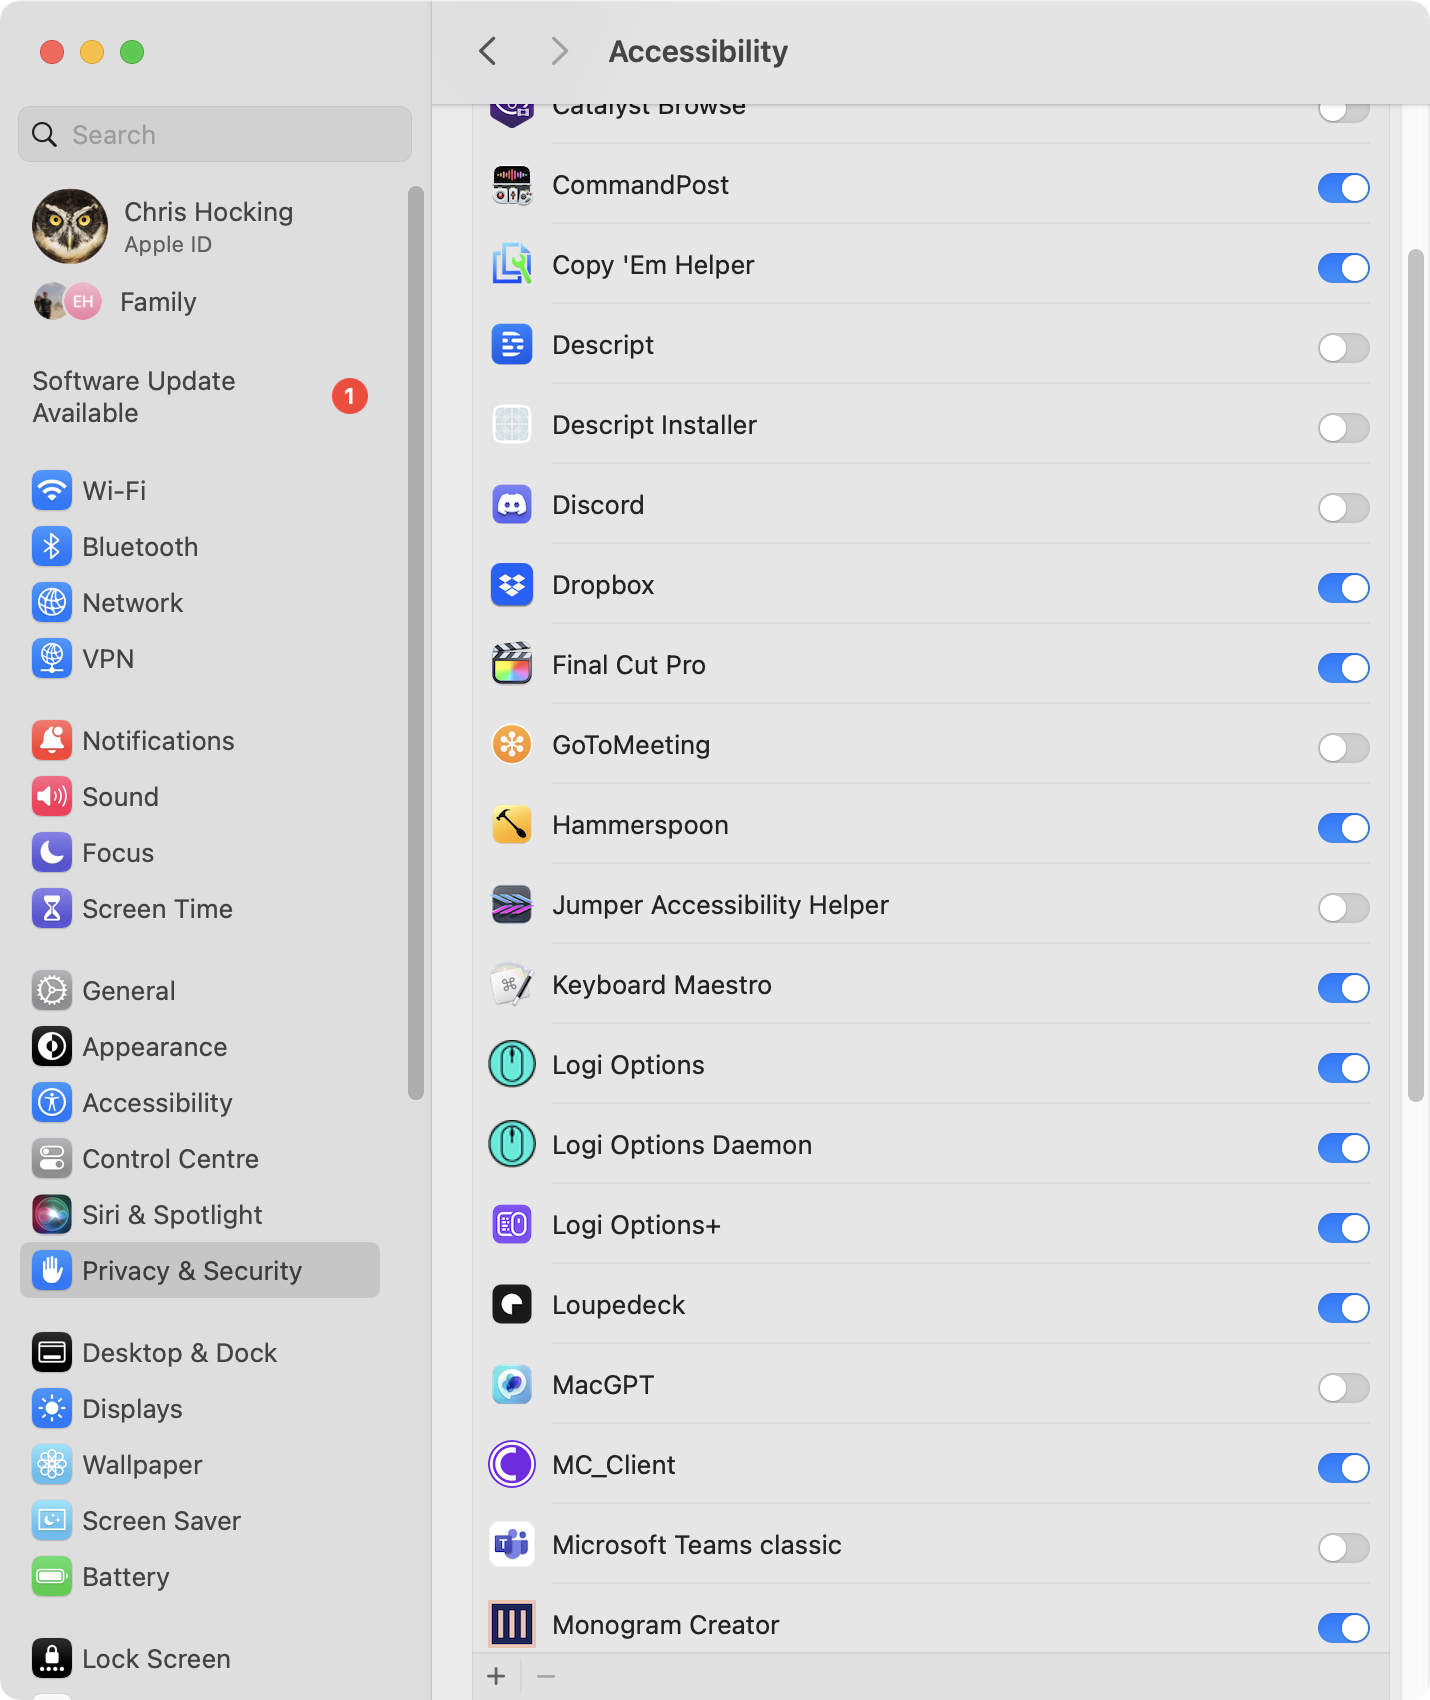 Accessibility
Search
Chris Hocking
Apple ID
EH
Family
Software Update
Available
1
Wi-Fi
Bluetooth
Network
VPN
Notifications
Sound
Focus
Screen Time
General
Appearance
Accessibility
Control Centre
Siri & Spotlight
Privacy & Security
Desktop & Dock
Displays
Wallpaper
Screen Saver
Battery
Lock Screen
Catalyst Browse
CommandPost
Copy 'Em Helper
Descript
Descript Installer
Discord
Dropbox
Final Cut Pro
GoToMeeting
Hammerspoon
Jumper Accessibility Helper
Keyboard Maestro
Logi Options
Logi Options Daemon
Logi Options+
Loupedeck
MacGPT
MC_Client
Microsoft Teams classic
Monogram Creator